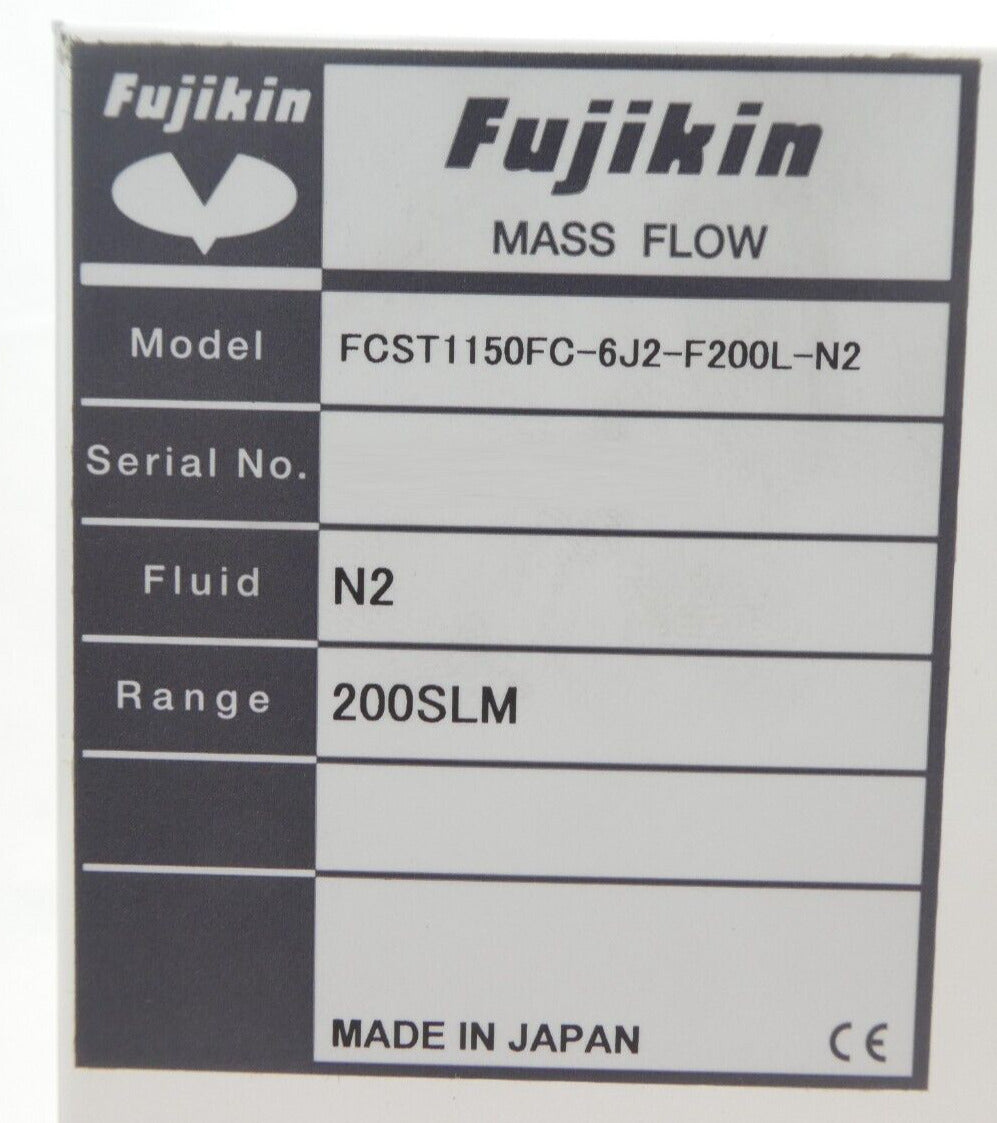 Fujikin
Fujikin
MASS FLOW
Model FCST1150FC-6J2-F200L-N2
Serial No.
Fluid N2
Range 200SLM
MADE IN JAPAN CE